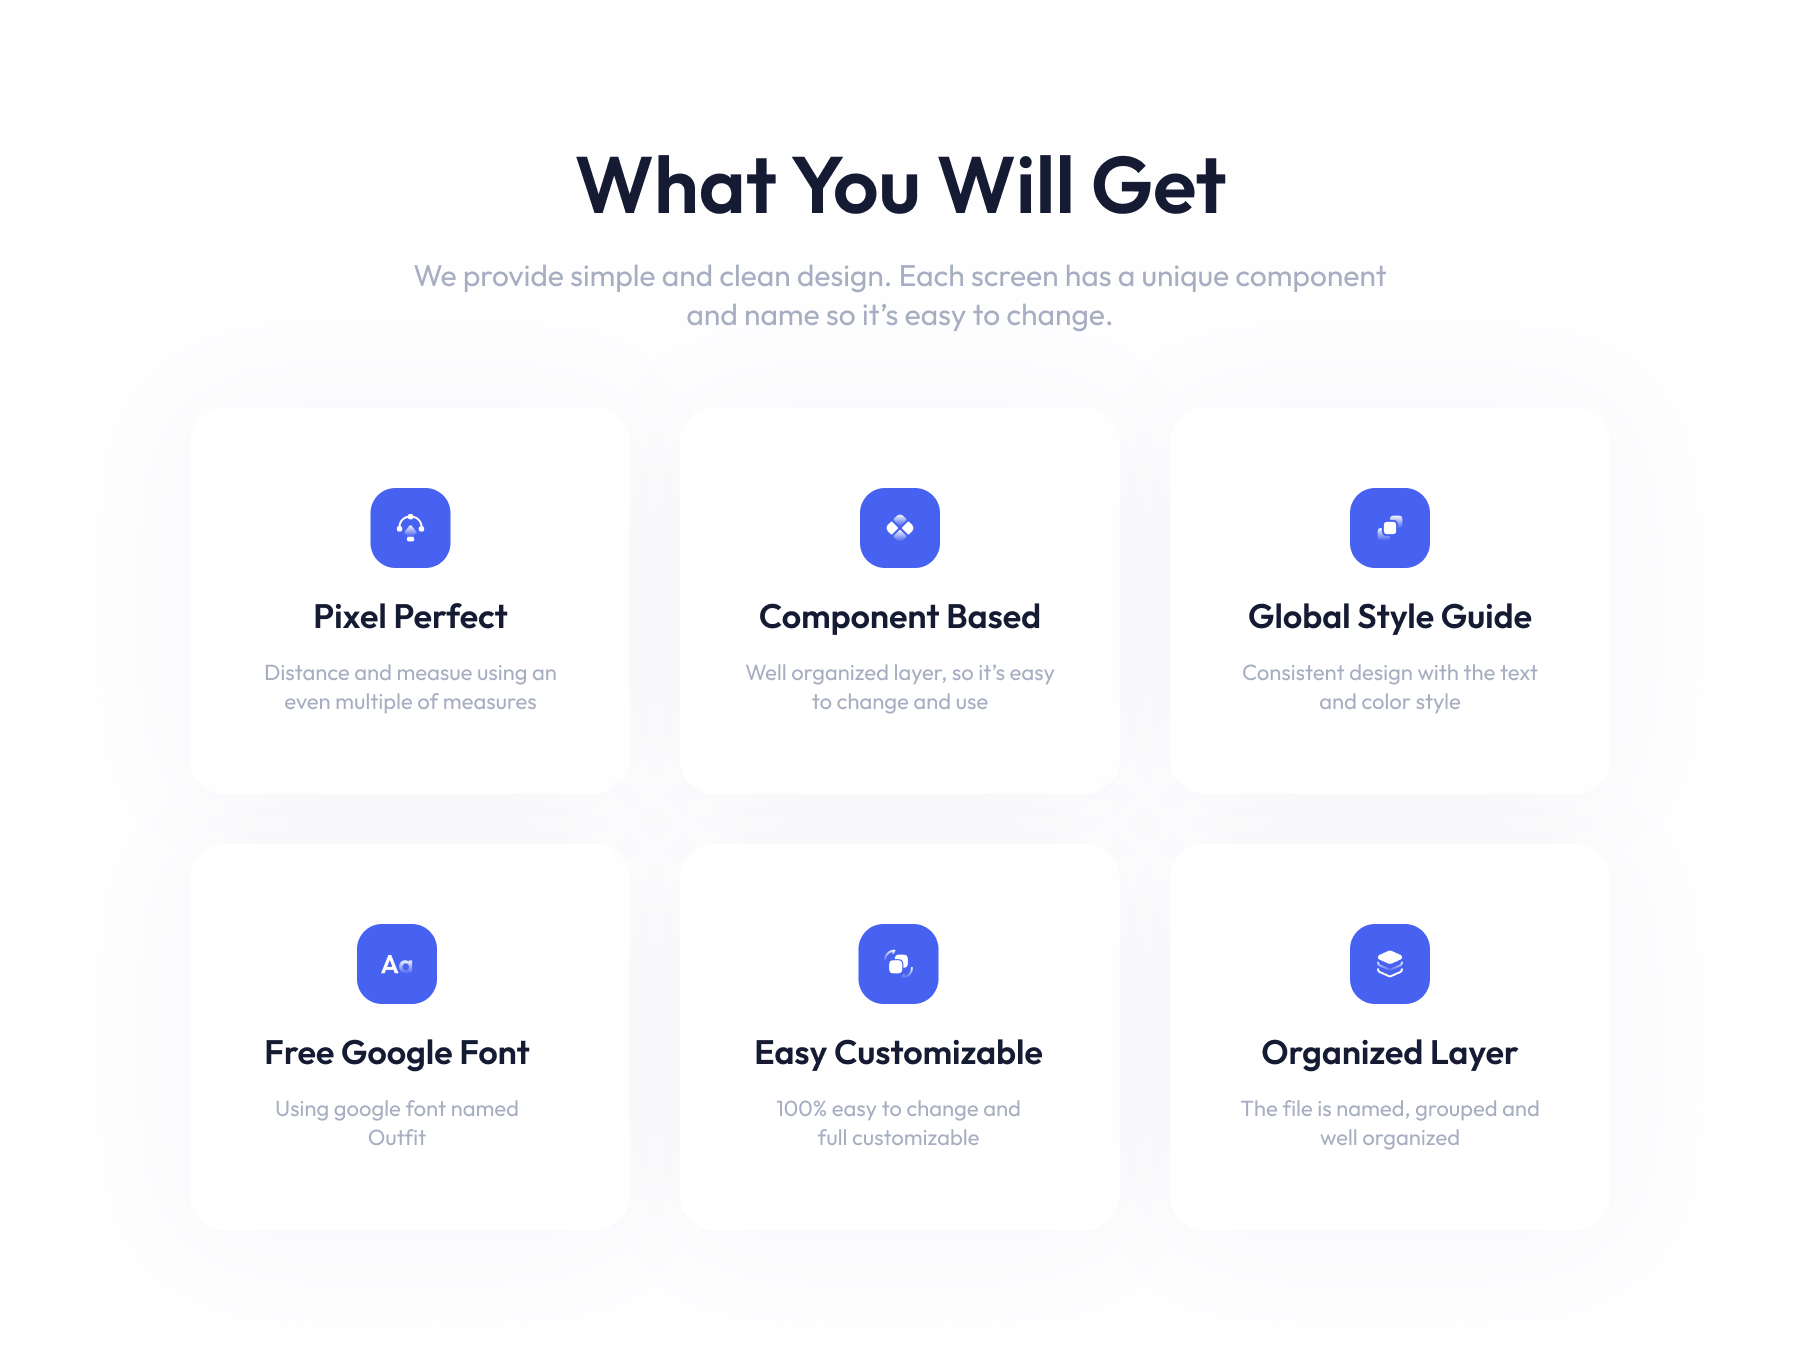 What You Will Get
We provide simple and clean design. Each screen has a unique component
and name so it’s easy to change.
Pixel Perfect
Distance and measue using an
even multiple of measures
Component Based
Well organized layer, so it’s easy
to change and use
Global Style Guide
Consistent design with the text
and color style
Aa
Free Google Font
Using google font named
Outfit
Easy Customizable
100% easy to change and
full customizable
Organized Layer
The file is named, grouped and
well organized